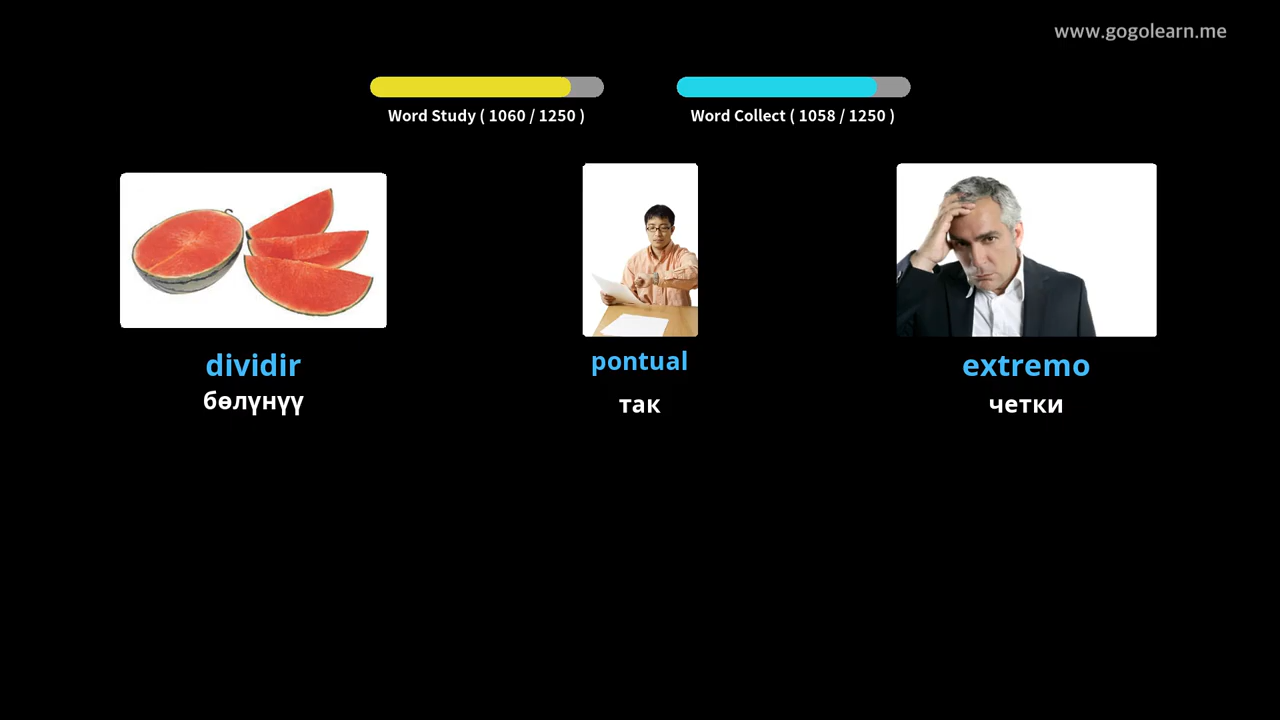 www.gogolearn.me
Word Study ( 1060 / 1250 )
Word Collect ( 1058 / 1250 )
dividir
pontual
extremo
бөлүнүү
так
четки